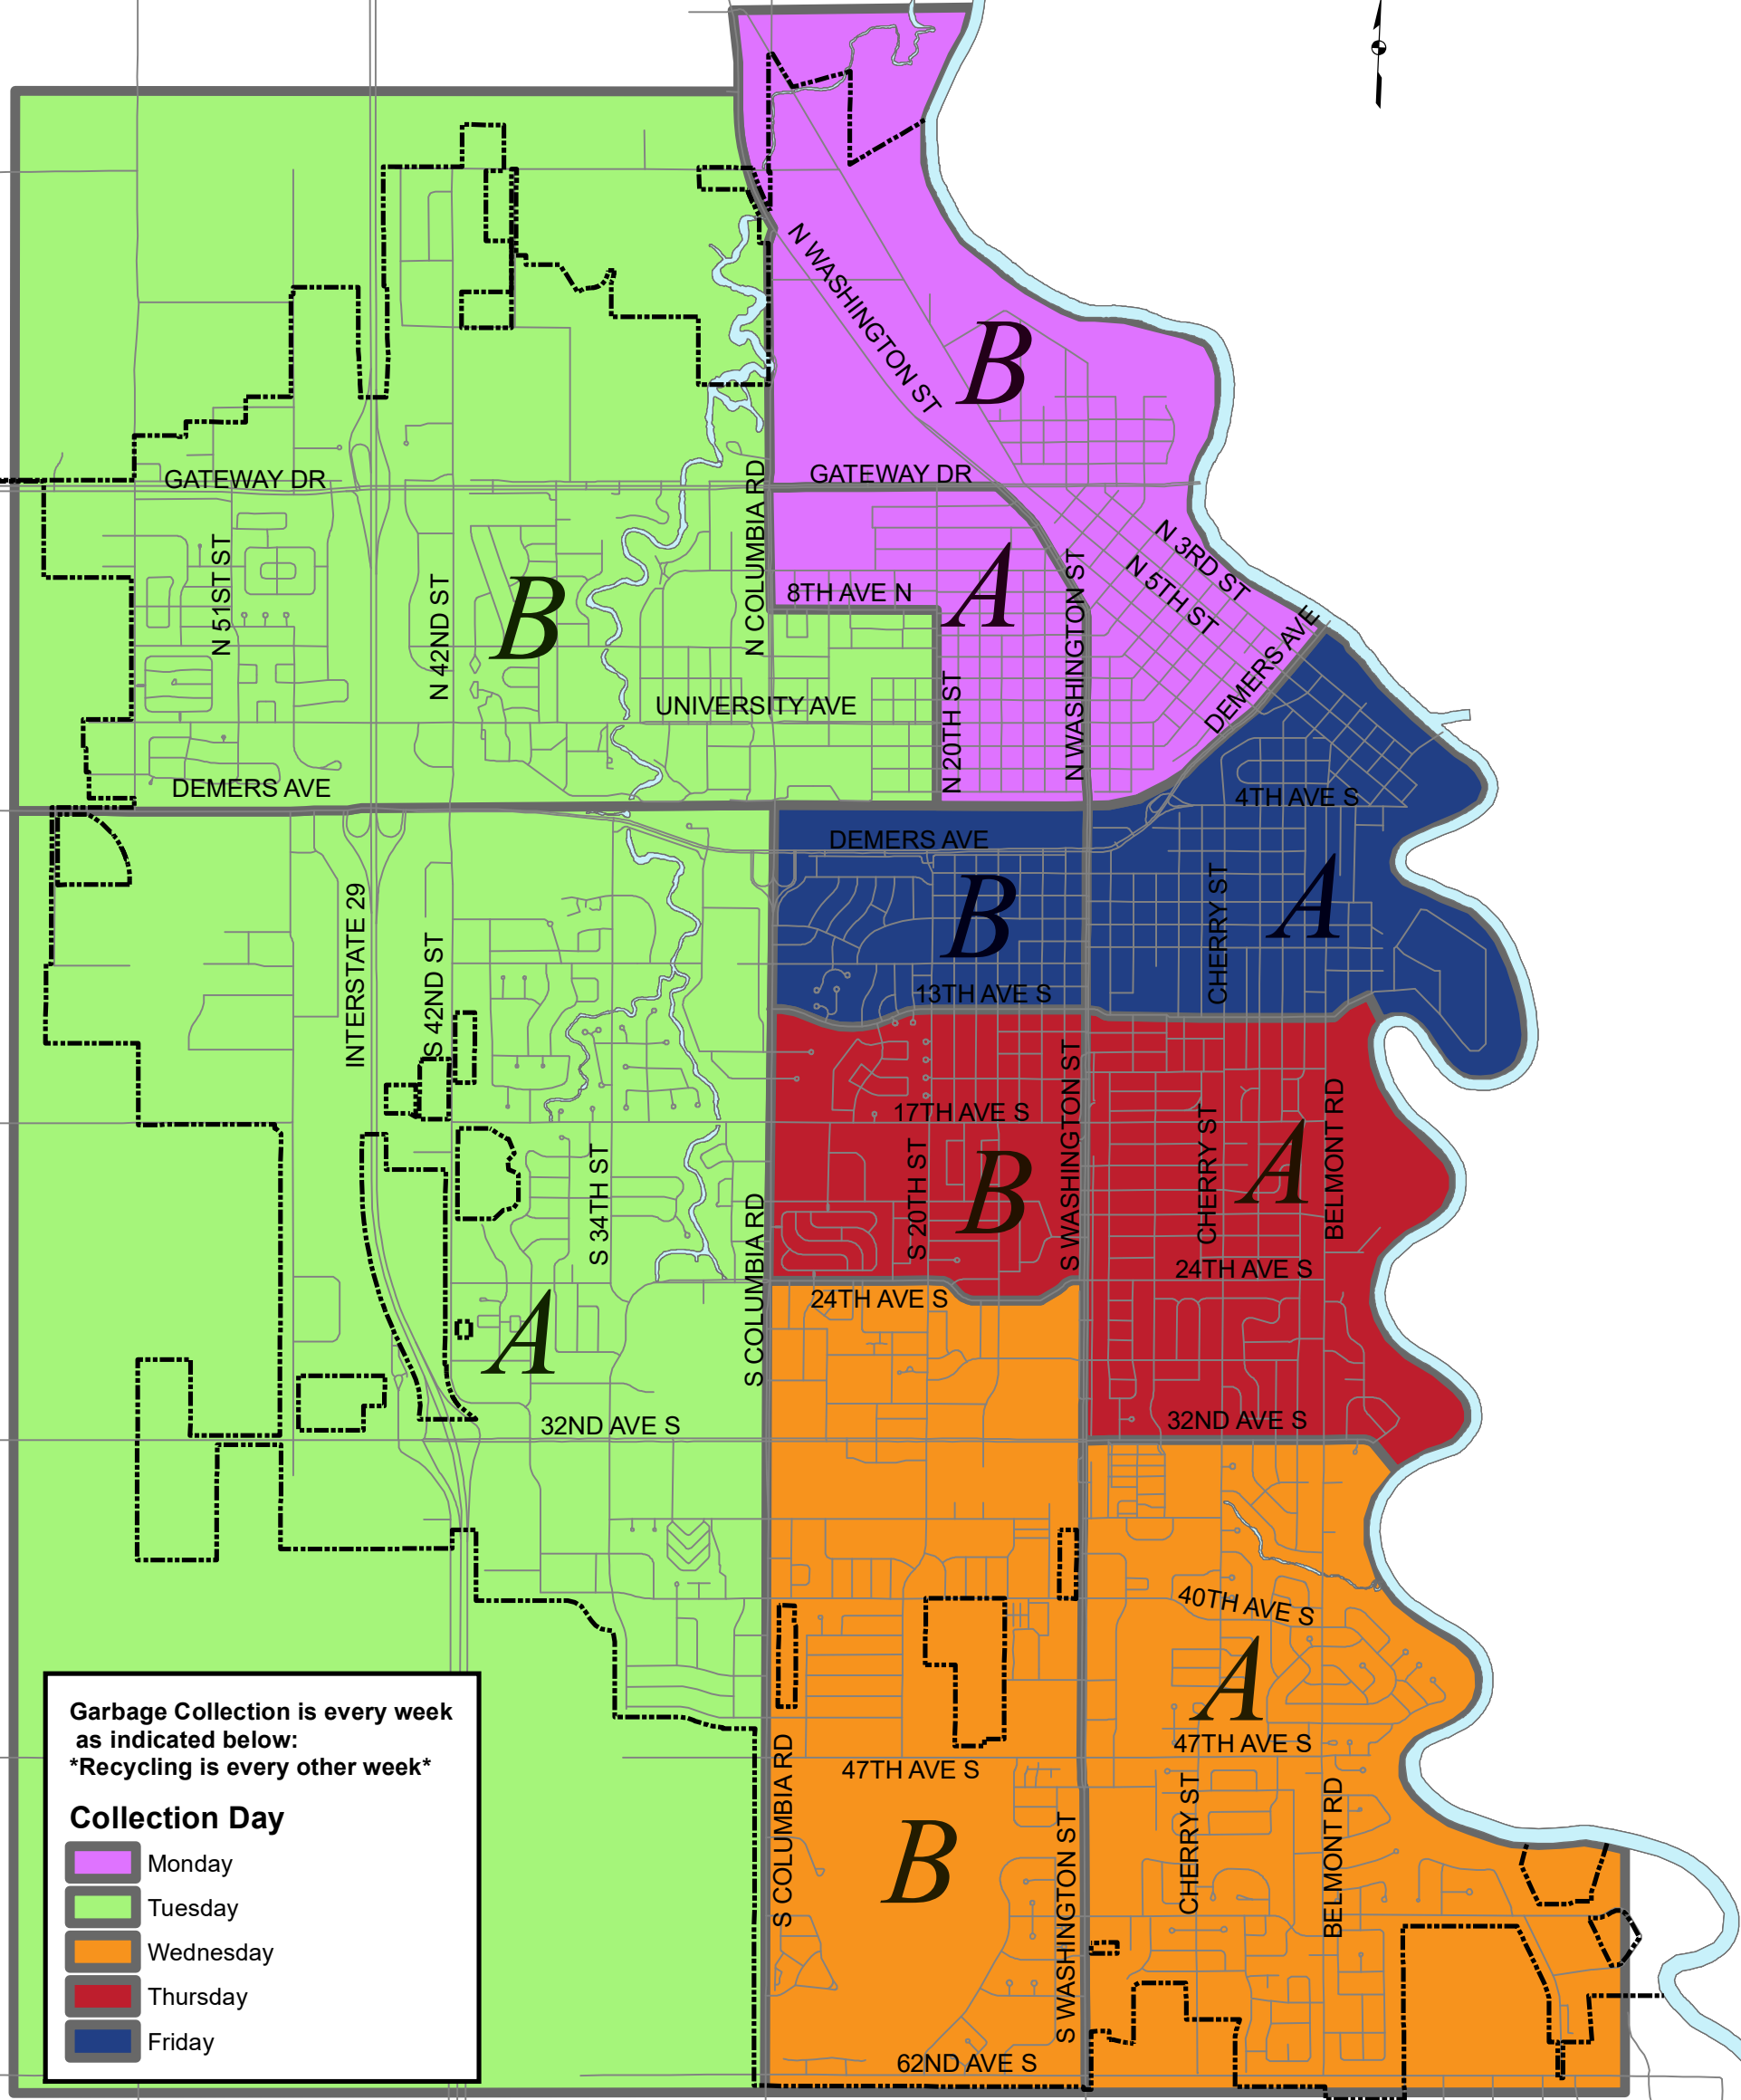 N WASHINGTON ST
B
GATEWAY DR
GATEWAY DR
N COLUMBIA RD
N 3RD ST
N 5TH ST
N 51ST ST
N 42ND ST
B
8TH AVE N
A
N WASHINGTON ST
DEMERS AVE
UNIVERSITY AVE
N 20TH ST
DEMERS AVE
4TH AVE S
DEMERS AVE
INTERSTATE 29
S 42ND ST
B
CHERRY ST
A
13TH AVE S
17TH AVE S
S WASHINGTON ST
BELMONT RD
S 34TH ST
S 20TH ST
B
CHERRY ST
A
S COLUMBIA RD
24TH AVE S
24TH AVE S
A
32ND AVE S
32ND AVE S
40TH AVE S
A
47TH AVE S
47TH AVE S
S COLUMBIA RD
B
S WASHINGTON ST
CHERRY ST
BELMONT RD
62ND AVE S
Garbage Collection is every week
as indicated below:
*Recycling is every other week*
Collection Day
Monday
Tuesday
Wednesday
Thursday
Friday